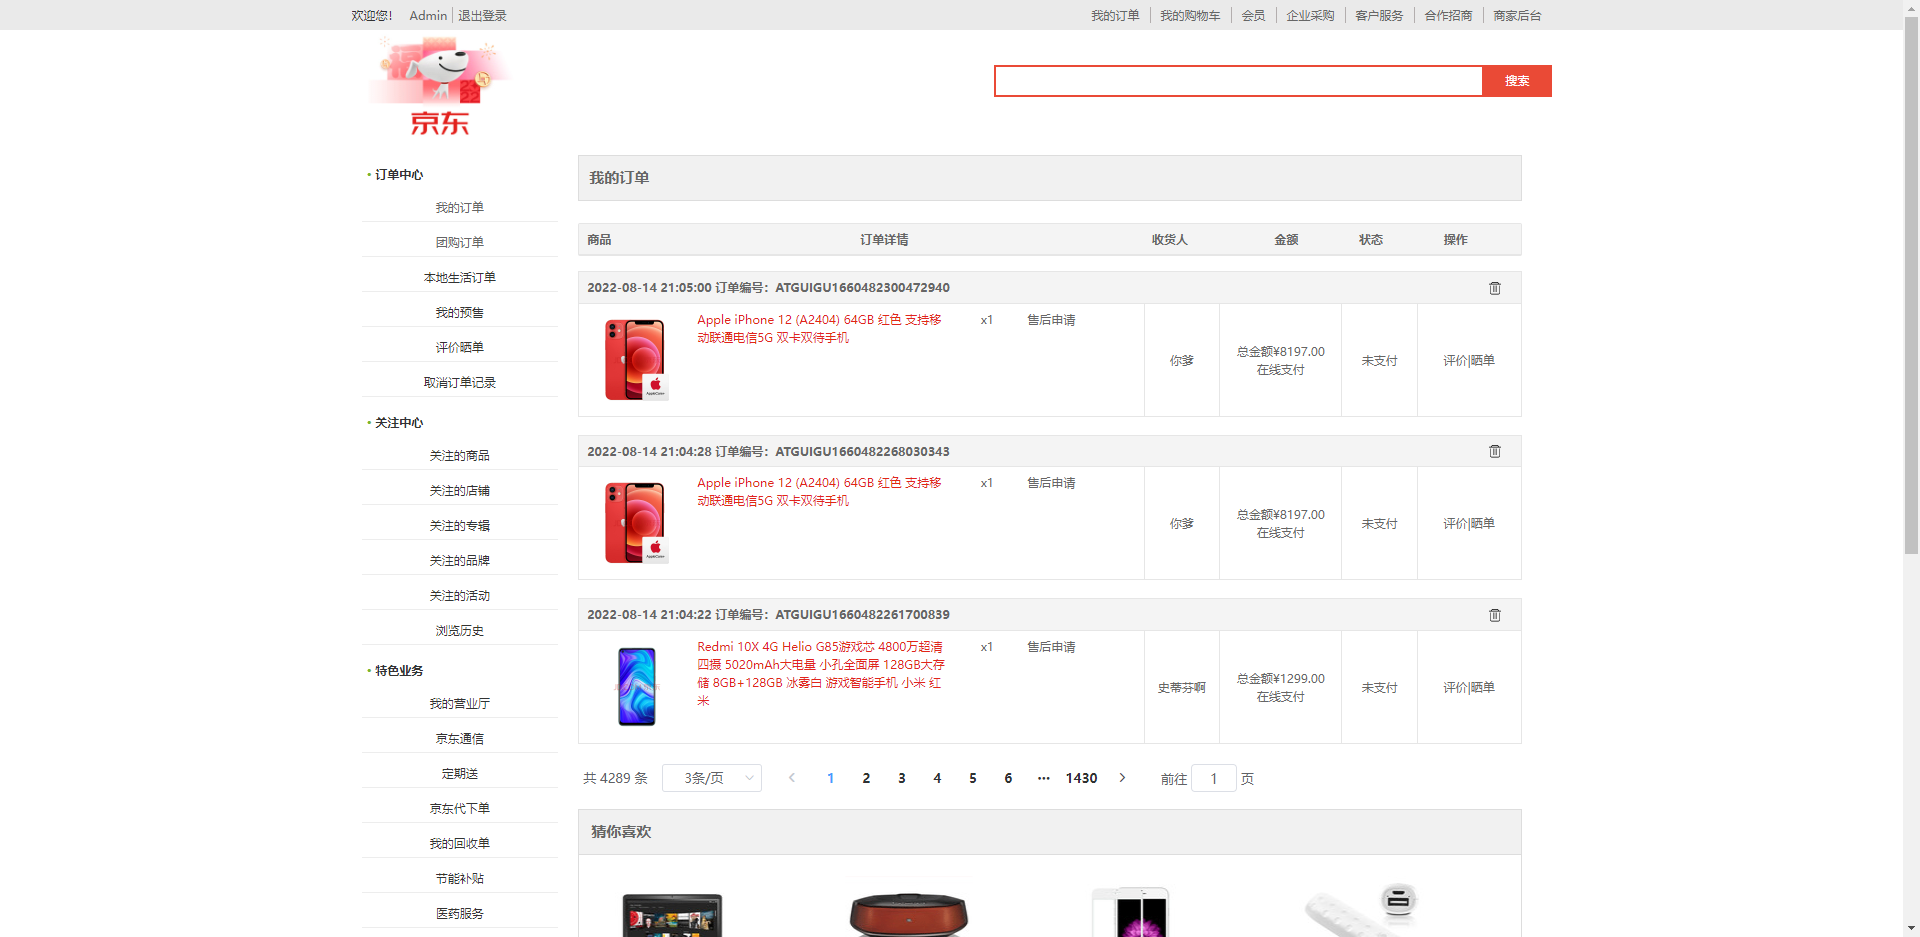 欢迎您! Admin 退出登录
我的订单 我的购物车 会员 企业采购 客户服务 合作招商 商家后台
京东
搜索
订单中心
我的订单
团购订单
本地生活订单
我的预售
评价晒单
取消订单记录
关注中心
关注的商品
关注的店铺
关注的专辑
关注的品牌
关注的活动
浏览历史
特色业务
我的营业厅
京东通信
定期送
京东代下单
我的回收单
节能补贴
医药服务
我的订单
商品 订单详情 收货人 金额 状态 操作
2022-08-14 21:05:00 订单编号：ATGUIGU1660482300472940
Apple iPhone 12 (A2404) 64GB 红色 支持移 x1 售后申请
动联通电信5G 双卡双待手机
你爹
总金额¥8197.00
在线支付
未支付
评价|晒单
2022-08-14 21:04:28 订单编号：ATGUIGU1660482268030343
Apple iPhone 12 (A2404) 64GB 红色 支持移 x1 售后申请
动联通电信5G 双卡双待手机
你爹
总金额¥8197.00
在线支付
未支付
评价|晒单
2022-08-14 21:04:22 订单编号：ATGUIGU1660482261700839
Redmi 10X 4G Helio G85游戏芯 4800万超清 x1 售后申请
四摄 5020mAh大电量 小孔全面屏 128GB大存
储 8GB+128GB 冰雾白 游戏智能手机 小米 红
米
史蒂芬啊
总金额¥1299.00
在线支付
未支付
评价|晒单
共 4289 条 3条/页 1 2 3 4 5 6 ··· 1430 前往 1 页
猜你喜欢